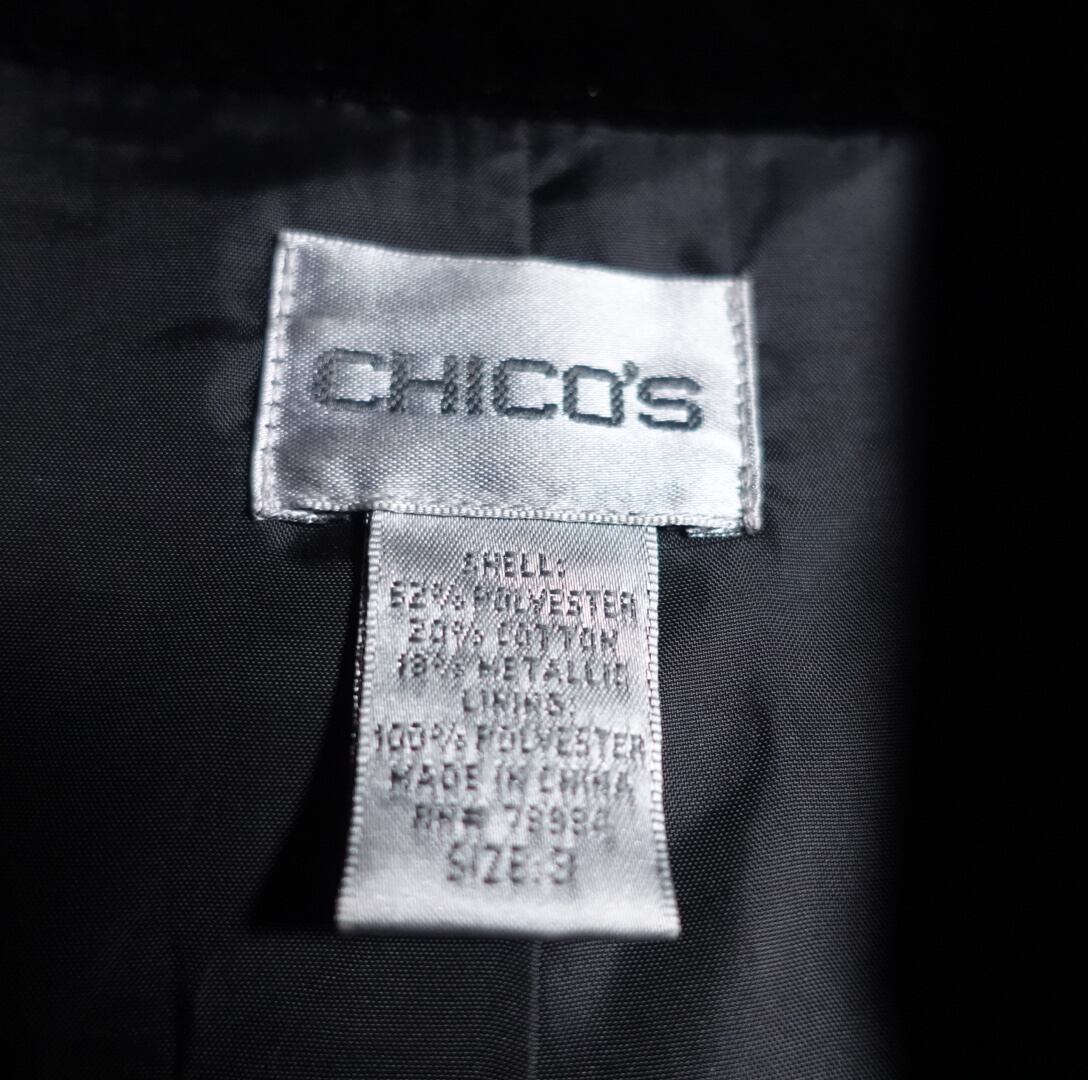 CHICO'S
SHELL:
62% POLYESTER
20% COTTON
18% METALLIC
LINING:
100% POLYESTER
MADE IN CHINA
RN# 78984
SIZE: 3